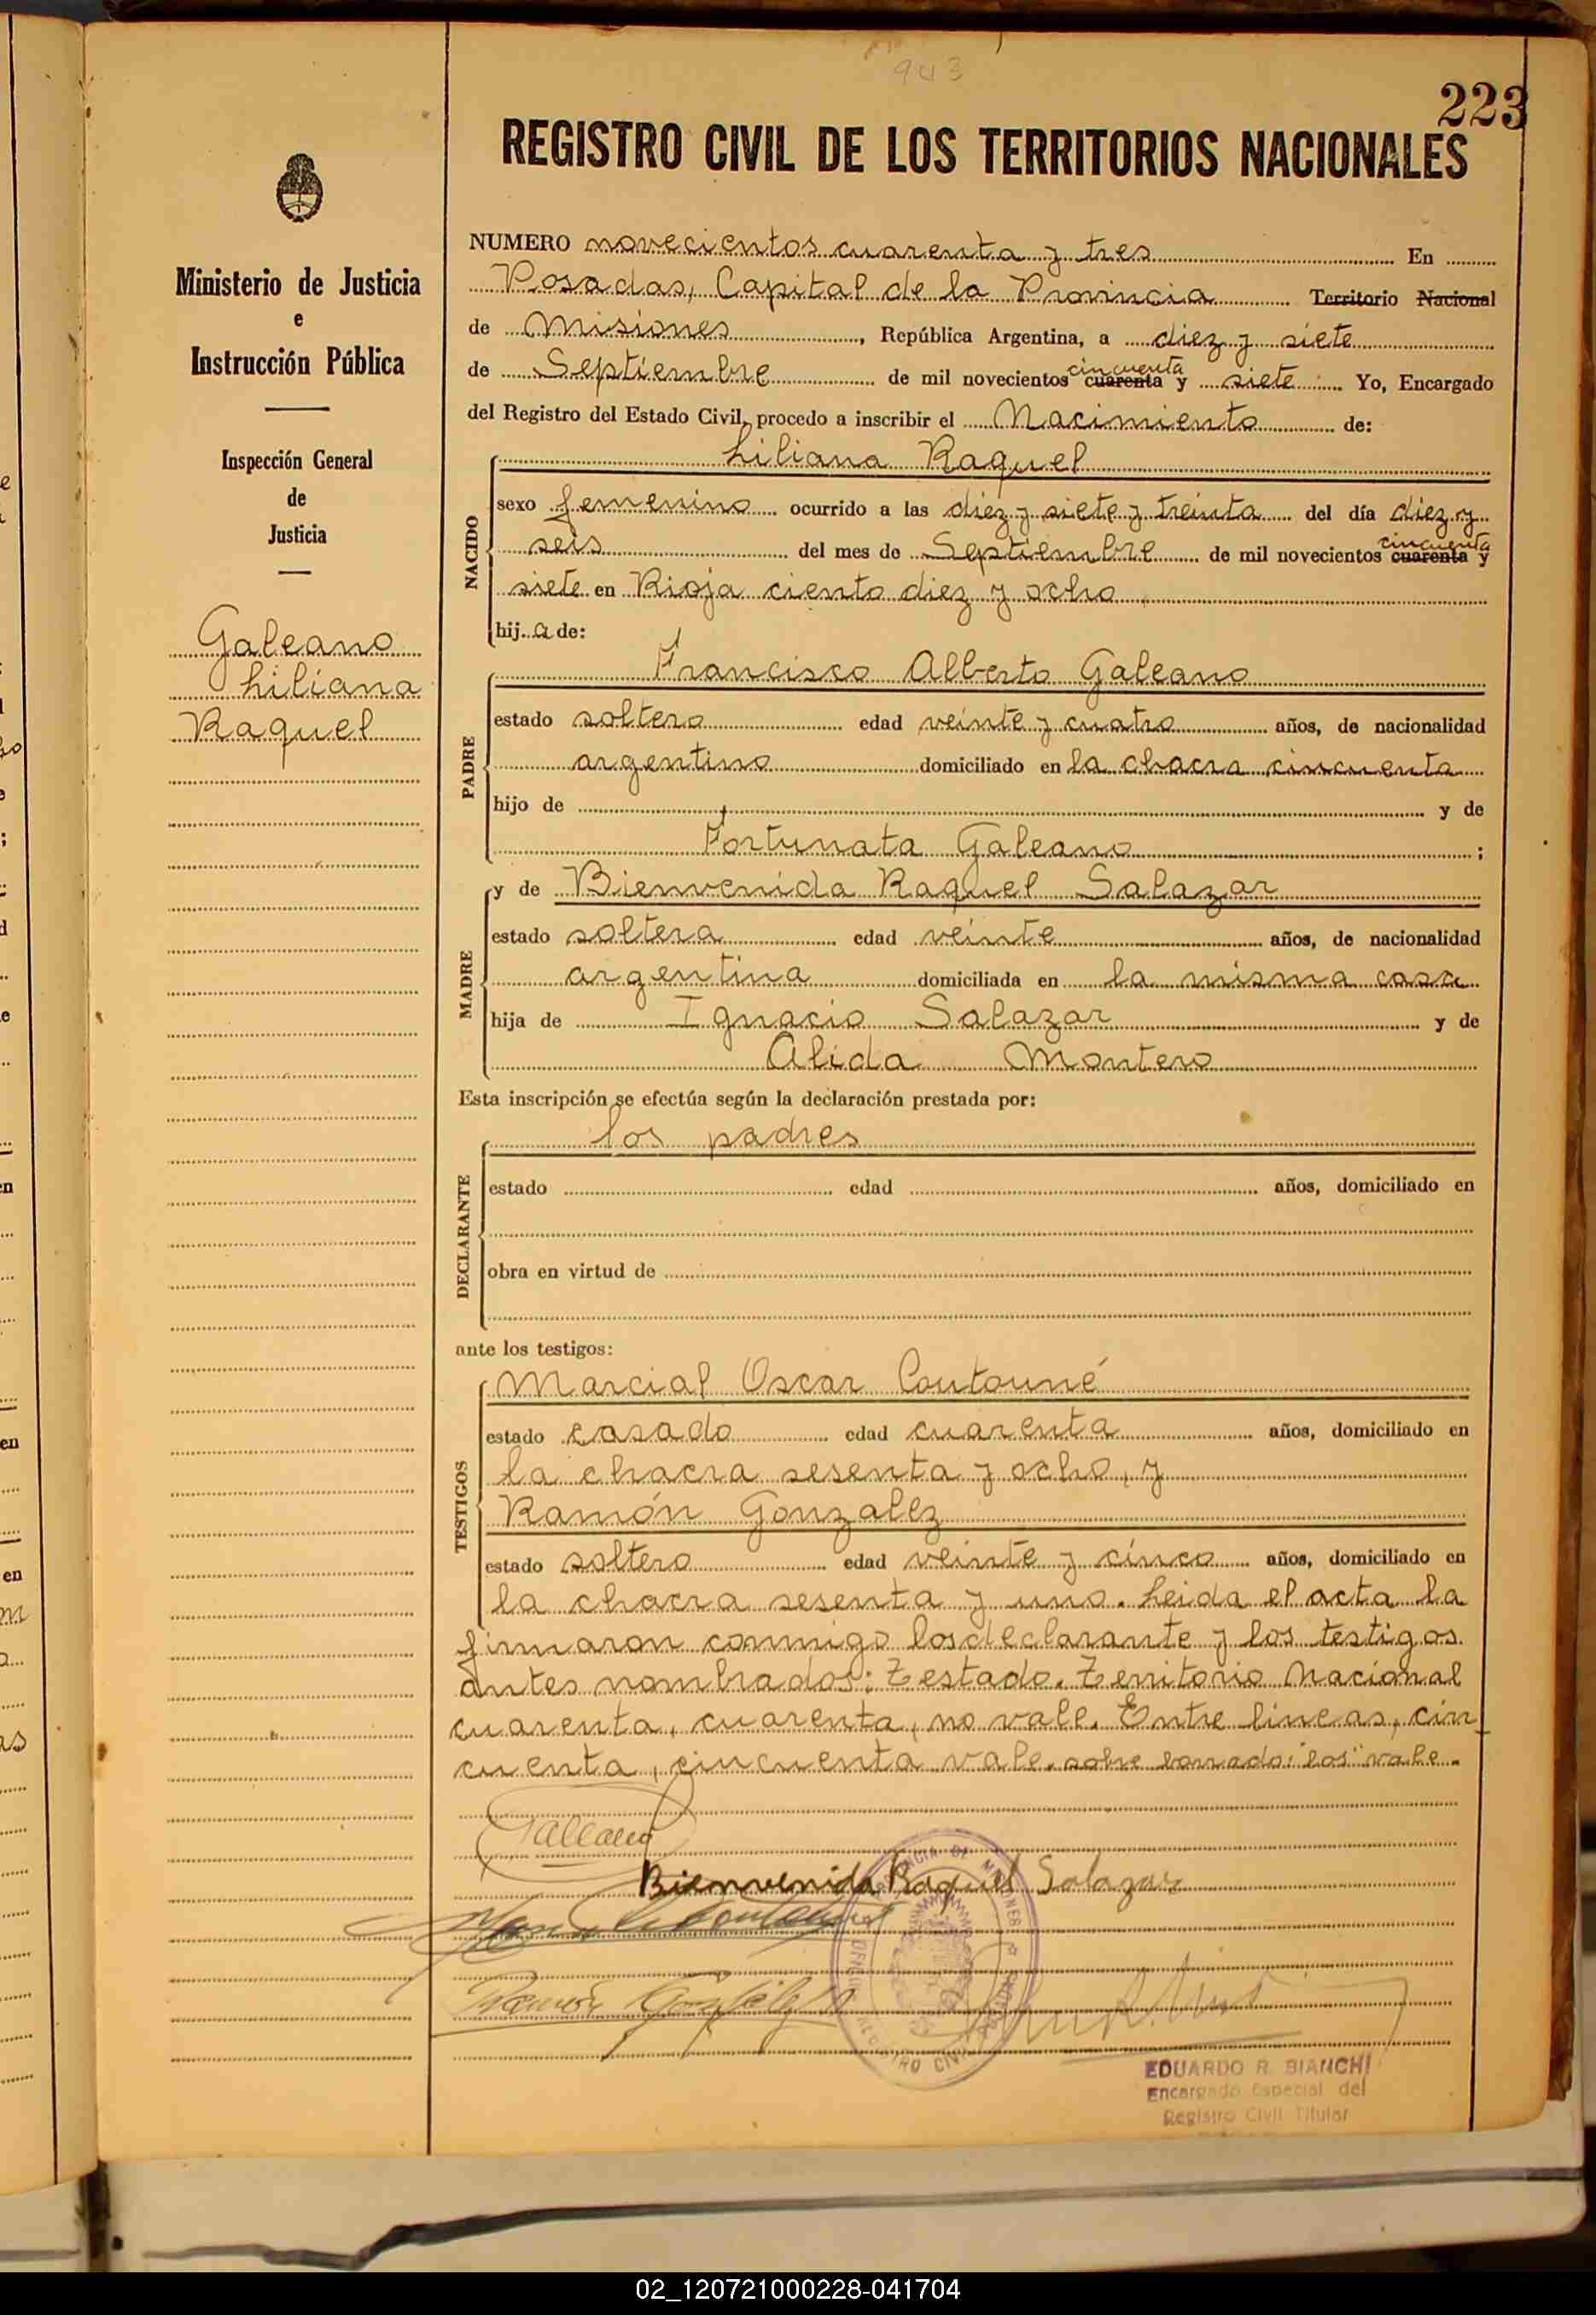 943
223
REGISTRO CIVIL DE LOS TERRITORIOS NACIONALES
Ministerio de Justicia
e
Instrucción Pública
Inspección General
de
Justicia
Galeano
Liliana
Raquel
NUMERO novecientos cuarenta y tres En
Posadas, Capital de la Provincia Territorio Nacional
de Misiones, República Argentina, a diez y siete
de Septiembre de mil novecientos cuarenta cincuenta y siete Yo, Encargado
del Registro del Estado Civil, procedo a inscribir el Nacimiento de:
NACIDO
Liliana Raquel
sexo femenino ocurrido a las diez y siete y treinta del día diez y
seis del mes de Septiembre de mil novecientos cuarenta cincuenta y
siete en Rioja ciento diez y ocho
hija de:
PADRE
Francisco Alberto Galeano
estado soltero edad veinte y cuatro años, de nacionalidad
argentino domiciliado en la chacra cincuenta
hijo de y de
Fortunata Galeano;
MADRE
y de Bienvenida Raquel Salazar
estado soltera edad veinte años, de nacionalidad
argentina domiciliada en la misma casa
hija de Ignacio Salazar y de
Alida Montero
Esta inscripción se efectúa según la declaración prestada por:
DECLARANTE
los padres
estado edad años, domiciliado en
obra en virtud de
ante los testigos:
TESTIGOS
Marcial Oscar Coutouné
estado casado edad cuarenta años, domiciliado en
la chacra sesenta y ocho, y
Ramón Gonzalez
estado soltero edad veinte y cinco años, domiciliado en
la chacra sesenta y uno. Leida el acta la
firmaron conmigo los declarante y los testigos
antes nombrados: Testado. Territorio Nacional
cuarenta, cuarenta, no vale. Entre lineas, cin
cuenta, cincuenta vale. sobre borrado: "los" vale.
Galeano
Bienvenida Raquel Salazar
Ramón González
EDUARDO R. BIANCHI
Encargado Especial del
Registro Civil Titular
02_120721000228-041704